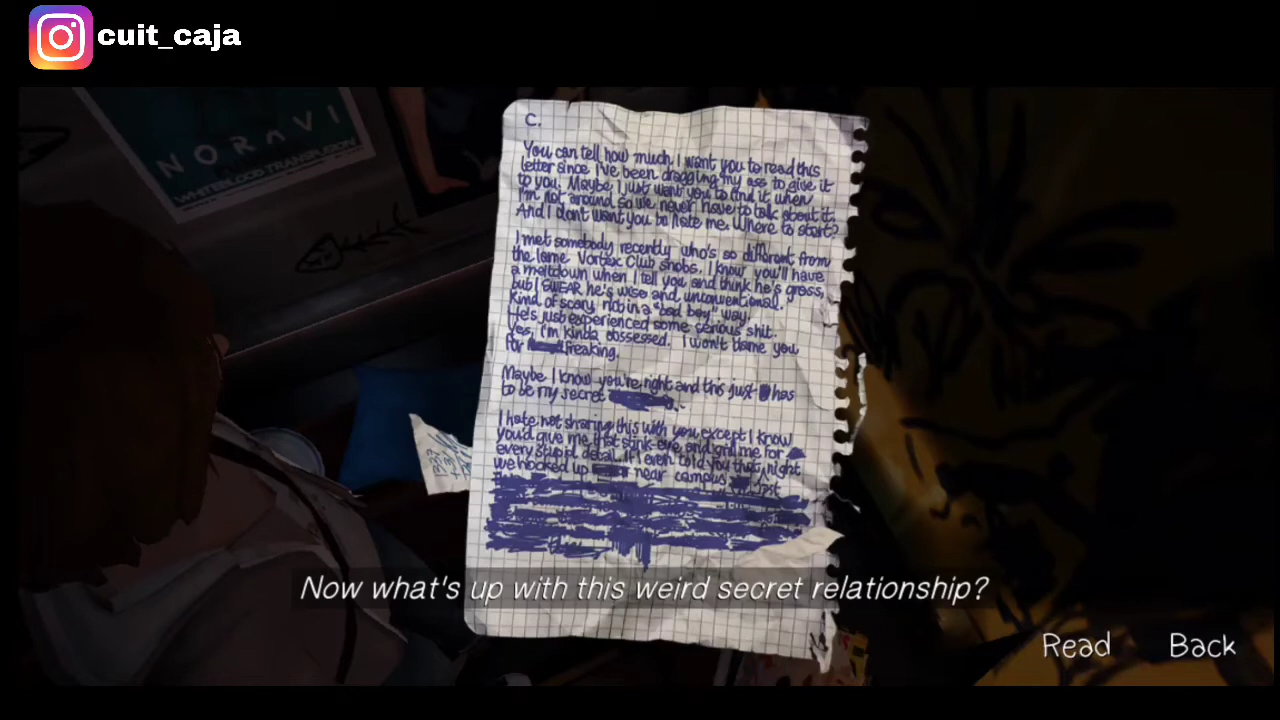 cuit_caja
NORAVI
WHITEBLOOD TRANSFUSION
C.
You can tell how much I want you to read this
letter since I've been dragging my ass to give it
to you. Maybe I just want you to find it when
I'm not around so we never have to talk about it.
And I dont want you to hate me. Where to start?
I met somebody recently who's so different from
the lame Vortex Club snobs. I know you'll have
a meltdown when I tell you and think he's gross,
but I SWEAR he's wise and unconventional.
Kind of scary rich in a "bad boy" way.
He's just experienced some serious shit.
Yes, I'm kinda obssessed. I won't blame you
for freaking.
Maybe I know you're right and this just has
to be my secret
I hate not sharing this with you except I know
you'd give me that stink-eye and grill me for
every stupid detail. If I even told you that night
we hooked up near campus just
Now what's up with this weird secret relationship?
Read
Back